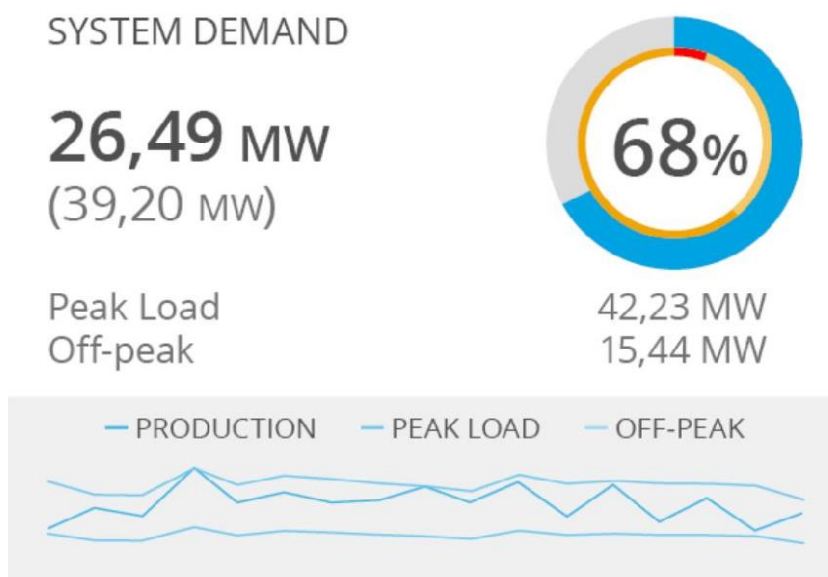 SYSTEM DEMAND
26,49 MW
(39,20 MW)
68%
Peak Load 42,23 MW
Off-peak 15,44 MW
PRODUCTION PEAK LOAD OFF-PEAK